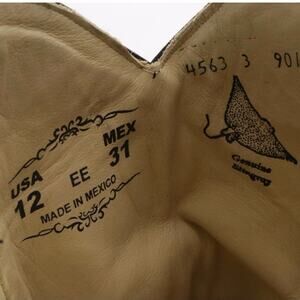 4563 3 901
USA MEX
12 EE 31
MADE IN MEXICO
Genuine
Stingray